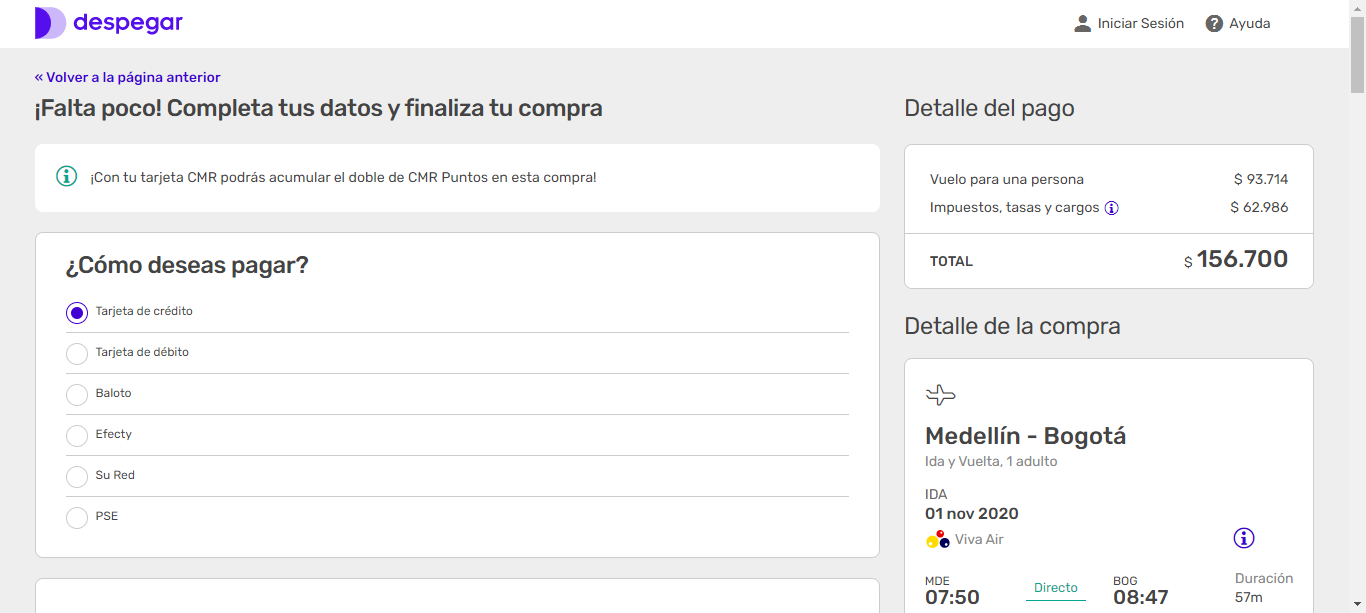 despegar
Iniciar Sesión
Ayuda
« Volver a la página anterior
¡Falta poco! Completa tus datos y finaliza tu compra
¡Con tu tarjeta CMR podrás acumular el doble de CMR Puntos en esta compra!
¿Cómo deseas pagar?
Tarjeta de crédito
Tarjeta de débito
Baloto
Efecty
Su Red
PSE
Detalle del pago
Vuelo para una persona $ 93.714
Impuestos, tasas y cargos $ 62.986
TOTAL $ 156.700
Detalle de la compra
Medellín - Bogotá
Ida y Vuelta, 1 adulto
IDA
01 nov 2020
Viva Air
MDE Directo BOG Duración
07:50 08:47 57m